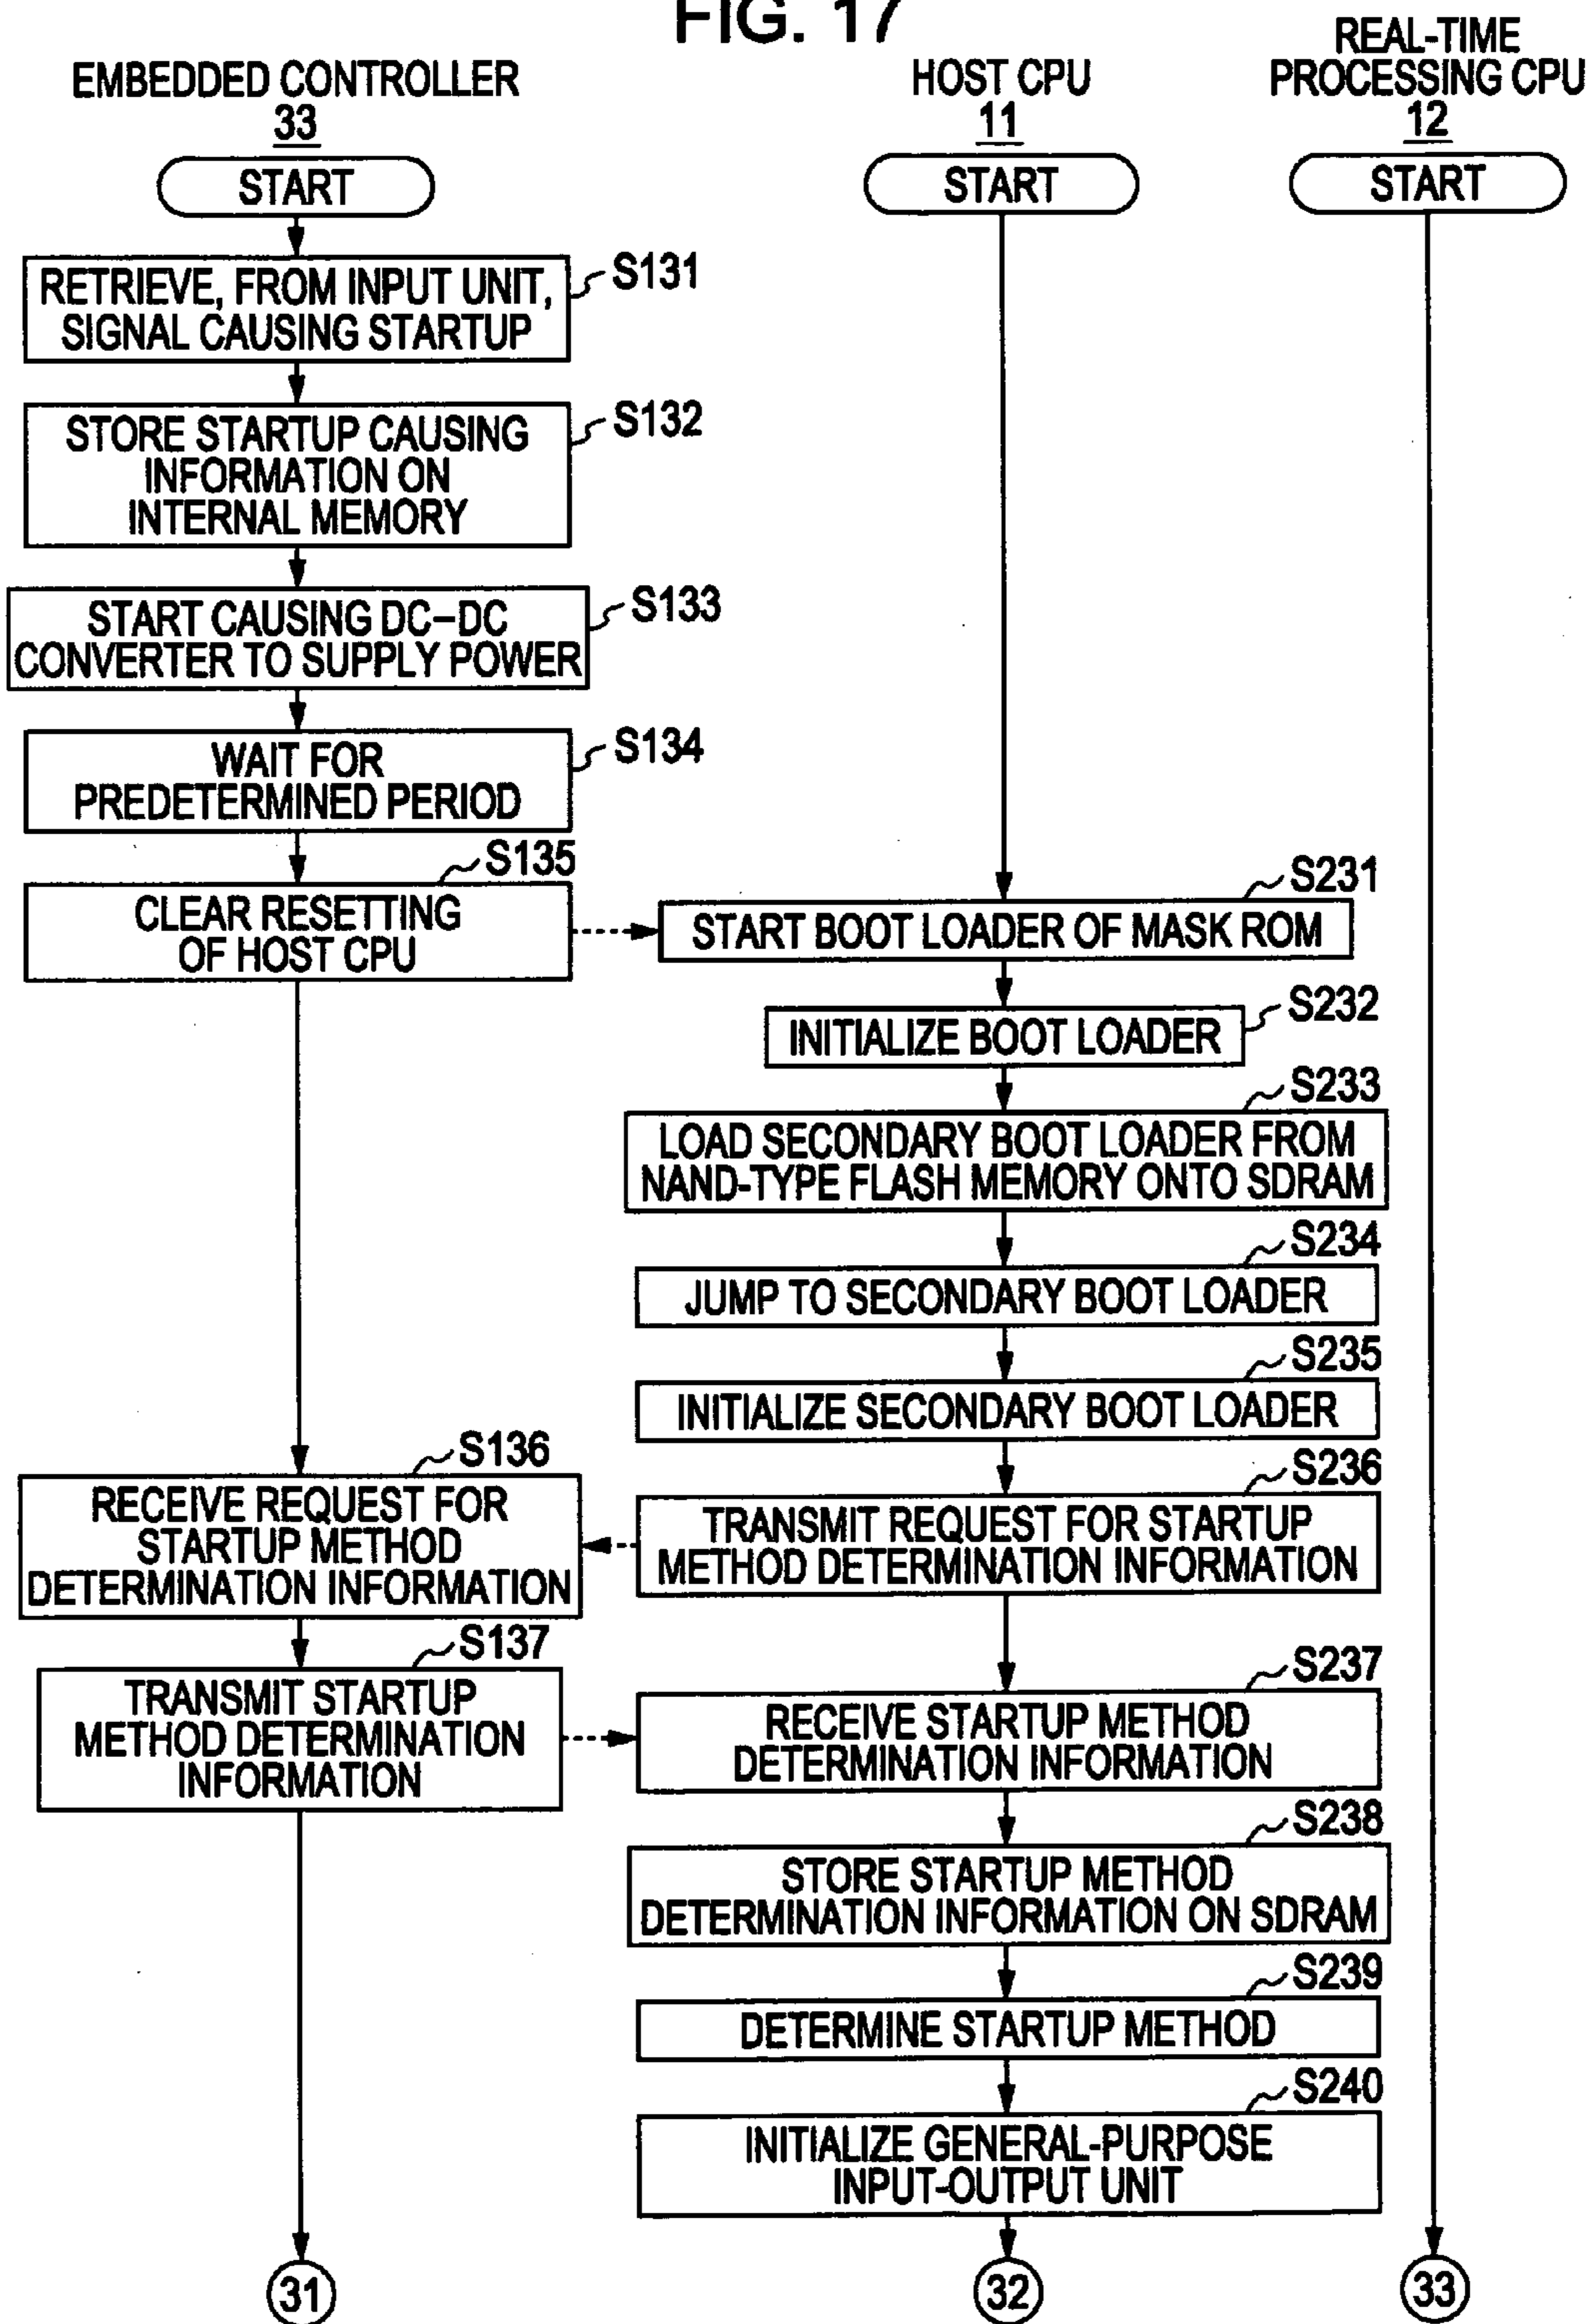 FIG. 17
EMBEDDED CONTROLLER
33
START
RETRIEVE, FROM INPUT UNIT,
SIGNAL CAUSING STARTUP
S131
STORE STARTUP CAUSING
INFORMATION ON
INTERNAL MEMORY
S132
START CAUSING DC-DC
CONVERTER TO SUPPLY POWER
S133
WAIT FOR
PREDETERMINED PERIOD
S134
S135
CLEAR RESETTING
OF HOST CPU
S136
RECEIVE REQUEST FOR
STARTUP METHOD
DETERMINATION INFORMATION
S137
TRANSMIT STARTUP
METHOD DETERMINATION
INFORMATION
31
HOST CPU
11
START
S231
START BOOT LOADER OF MASK ROM
S232
INITIALIZE BOOT LOADER
S233
LOAD SECONDARY BOOT LOADER FROM
NAND-TYPE FLASH MEMORY ONTO SDRAM
S234
JUMP TO SECONDARY BOOT LOADER
S235
INITIALIZE SECONDARY BOOT LOADER
S236
TRANSMIT REQUEST FOR STARTUP
METHOD DETERMINATION INFORMATION
S237
RECEIVE STARTUP METHOD
DETERMINATION INFORMATION
S238
STORE STARTUP METHOD
DETERMINATION INFORMATION ON SDRAM
S239
DETERMINE STARTUP METHOD
S240
INITIALIZE GENERAL-PURPOSE
INPUT-OUTPUT UNIT
32
REAL-TIME
PROCESSING CPU
12
START
33